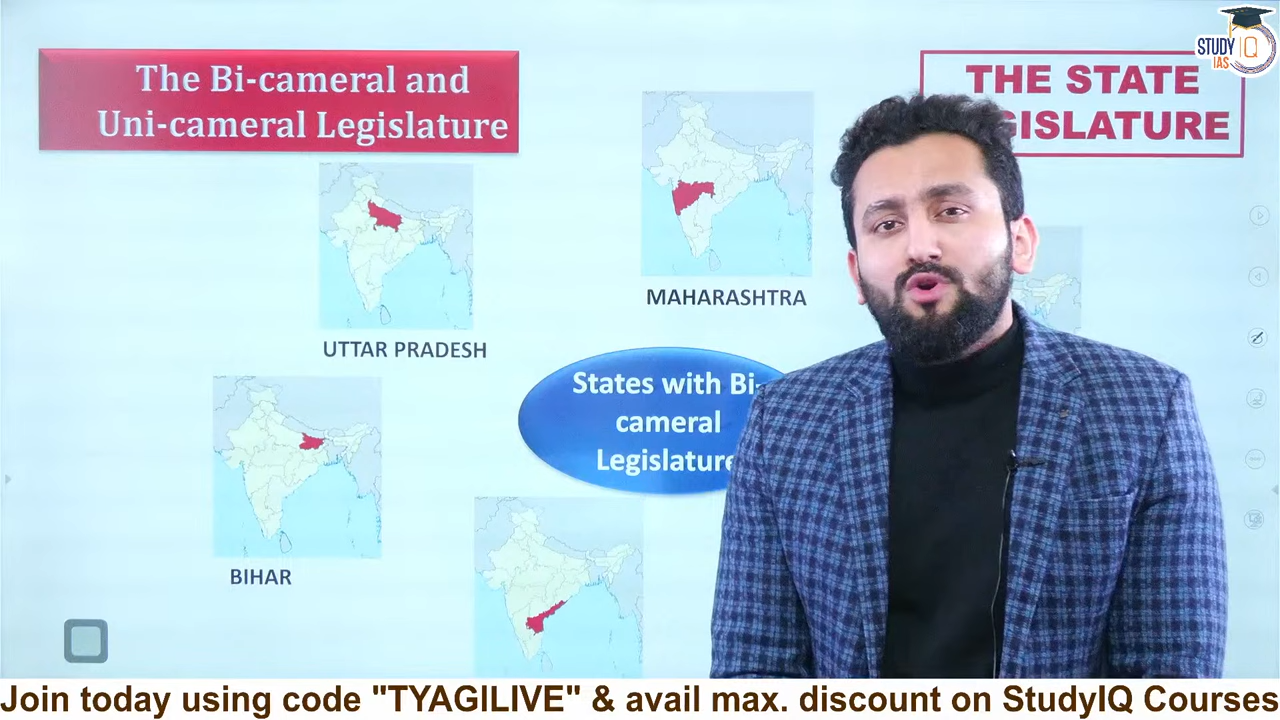 The Bi-cameral and
Uni-cameral Legislature
THE STATE
GISLATURE
STUDY IQ
IAS
MAHARASHTRA
UTTAR PRADESH
States with Bi-
cameral
Legislature
BIHAR
Join today using code "TYAGILIVE" & avail max. discount on StudyIQ Courses